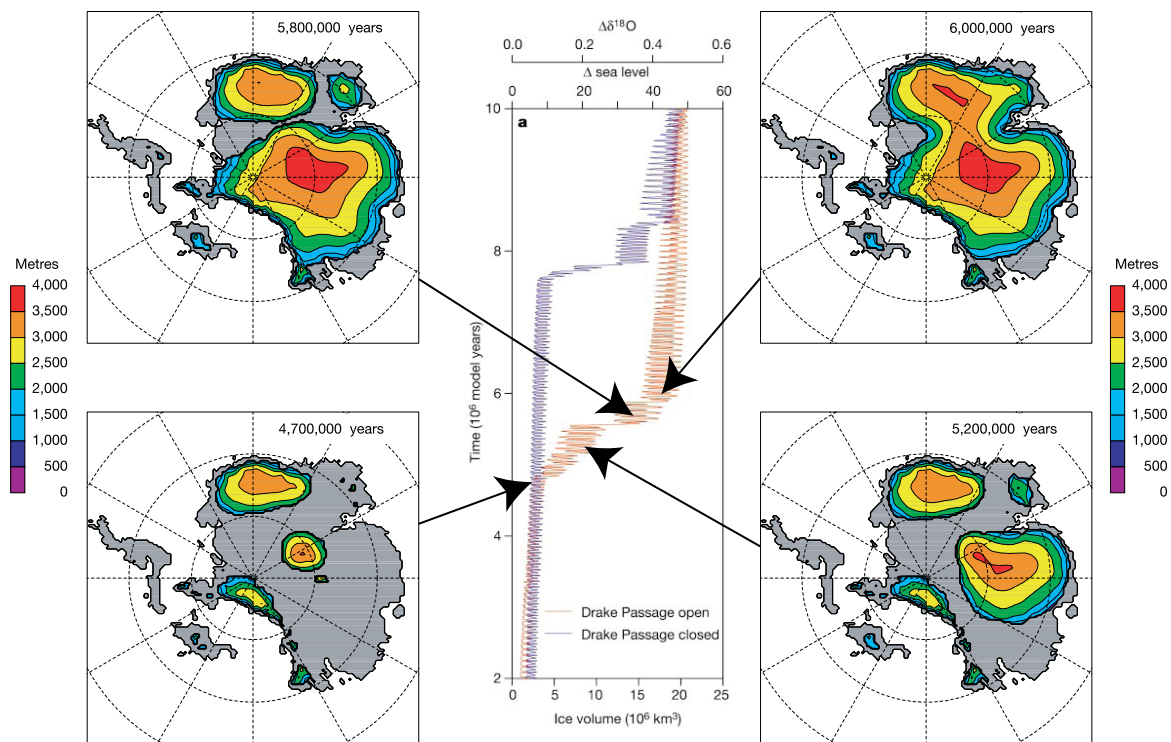 5,800,000 years
Metres
4,000
3,500
3,000
2,500
2,000
1,500
1,000
500
0
4,700,000 years
Δδ¹⁸O
0.0 0.2 0.4 0.6
Δ sea level
0 20 40 60
a
10
8
6
4
2
Time (10⁶ model years)
Drake Passage open
Drake Passage closed
1 5 10 15 20 25
Ice volume (10⁶ km³)
6,000,000 years
Metres
4,000
3,500
3,000
2,500
2,000
1,500
1,000
500
0
5,200,000 years